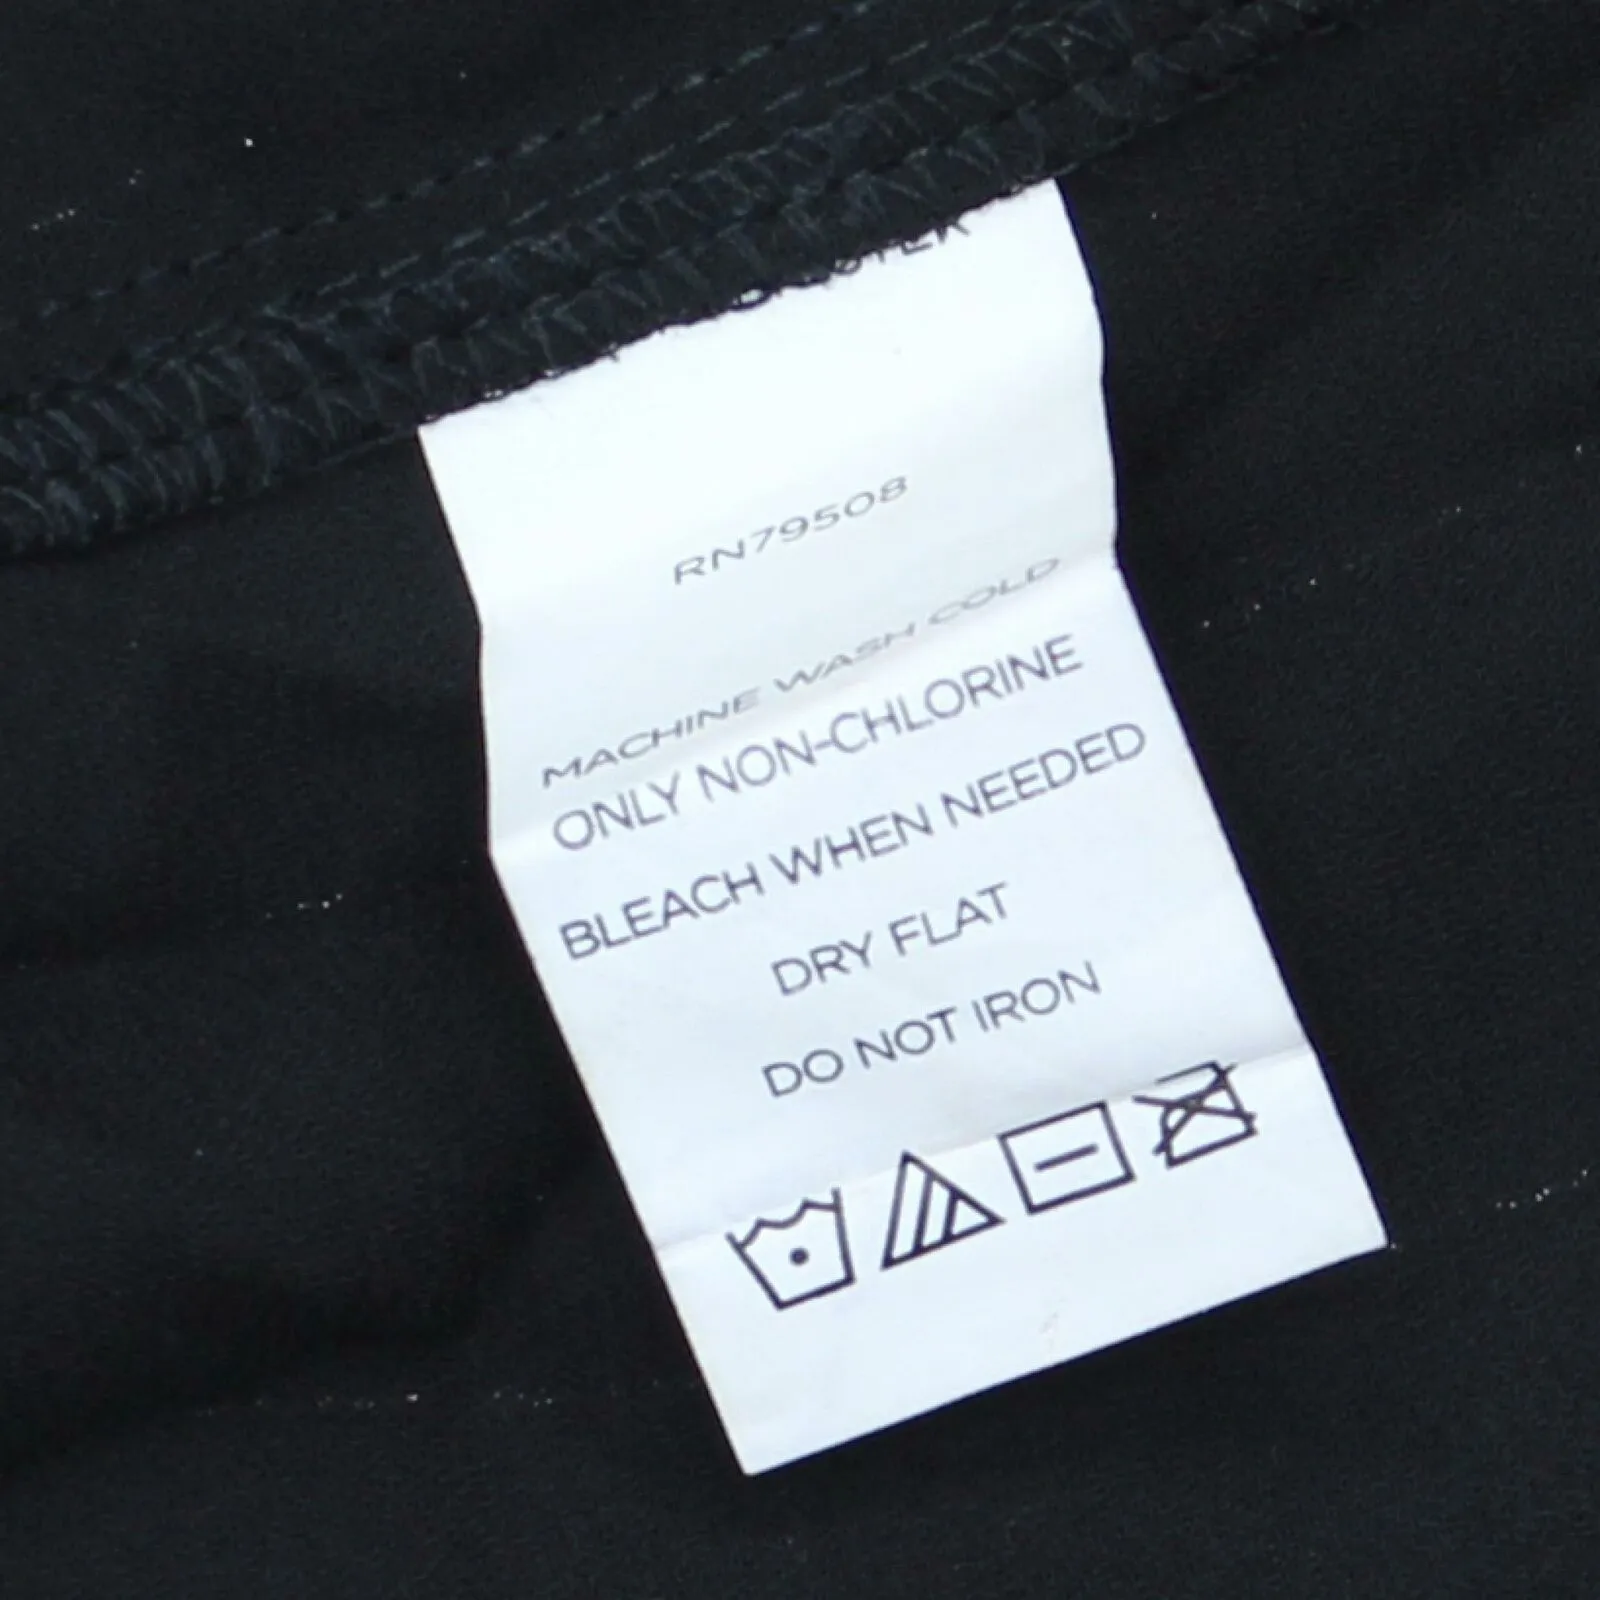 RN79508
MACHINE WASH COLD
ONLY NON-CHLORINE
BLEACH WHEN NEEDED
DRY FLAT
DO NOT IRON